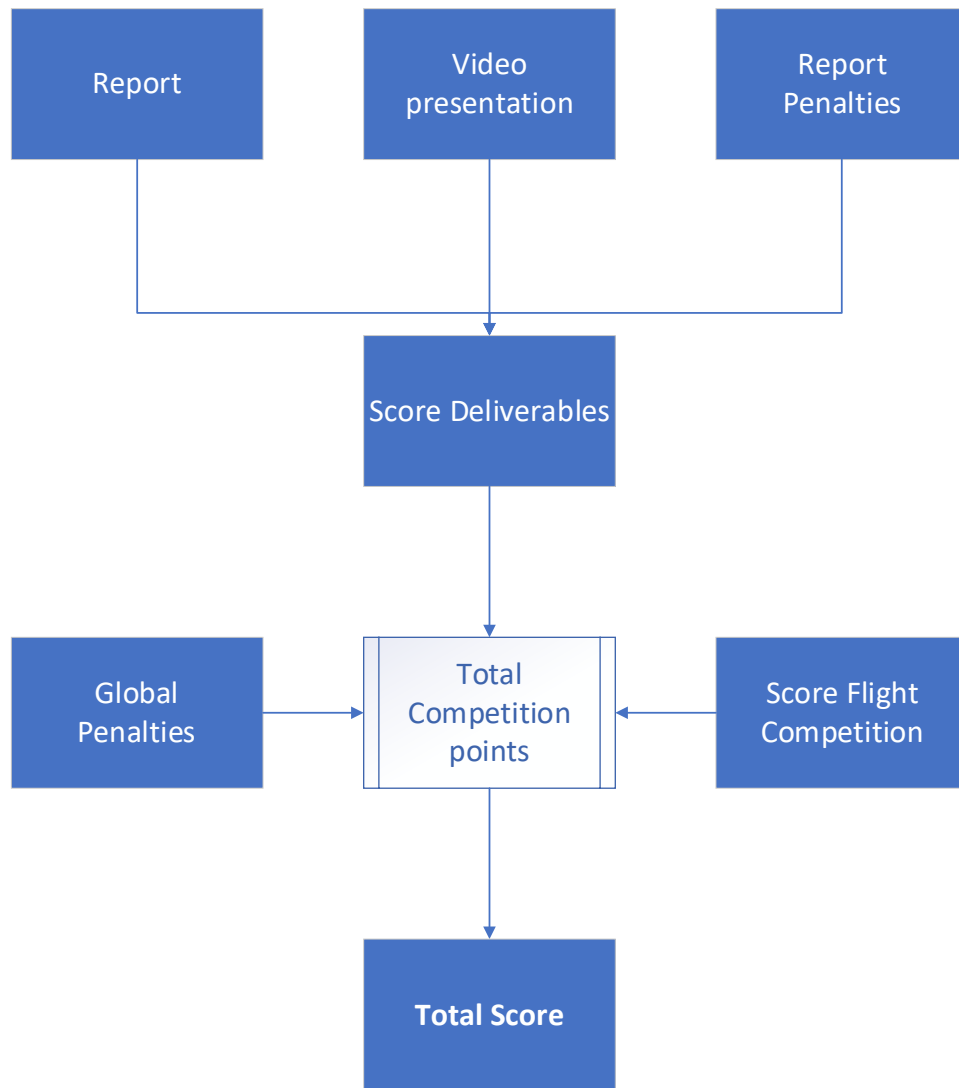 Report
Video
presentation
Report
Penalties
Score Deliverables
Global
Penalties
Total
Competition
points
Score Flight
Competition
Total Score